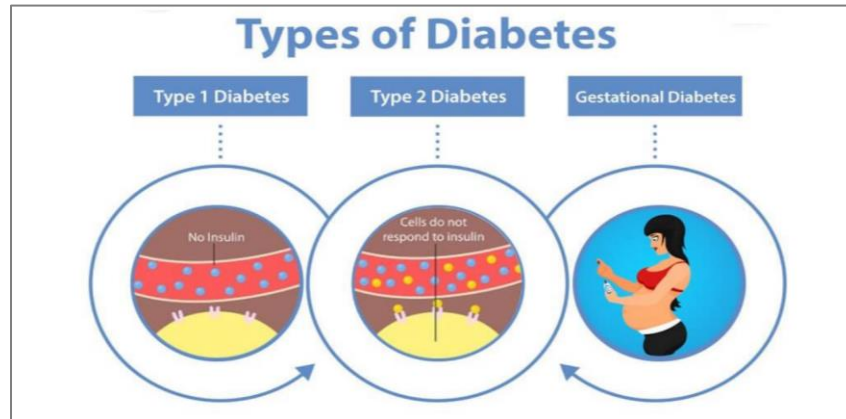 Types of Diabetes
Type 1 Diabetes
Type 2 Diabetes
Gestational Diabetes
No Insulin
Cells do not
respond to insulin